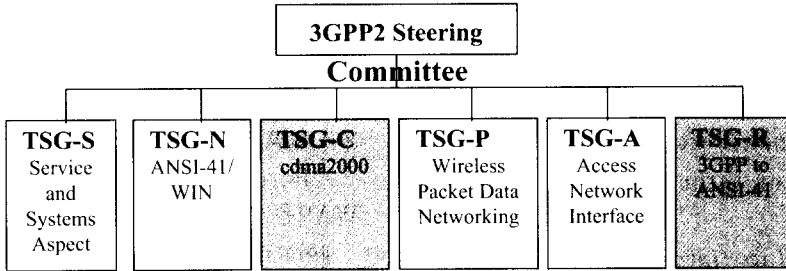 3GPP2 Steering
Committee
TSG-S
Service
and
Systems
Aspect
TSG-N
ANSI-41/
WIN
TSG-C
cdma2000
TSG-P
Wireless
Packet Data
Networking
TSG-A
Access
Network
Interface
TSG-R
3GPP to
ANSI-41